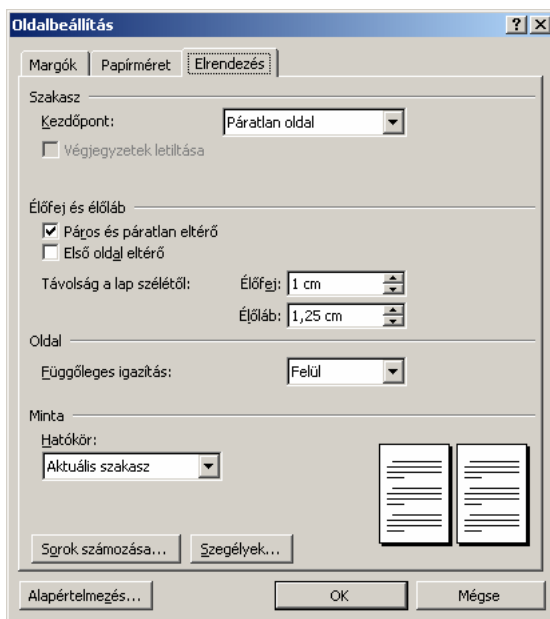 Oldalbeállítás
Margók Papírméret Elrendezés
Szakasz
Kezdőpont: Páratlan oldal
Végjegyzetek letiltása
Élőfej és élőláb
Páros és páratlan eltérő
Első oldal eltérő
Távolság a lap szélétől: Élőfej: 1 cm
Élőláb: 1,25 cm
Oldal
Függőleges igazítás: Felül
Minta
Hatókör:
Aktuális szakasz
Sorok számozása... Szegélyek...
Alapértelmezés... OK Mégse